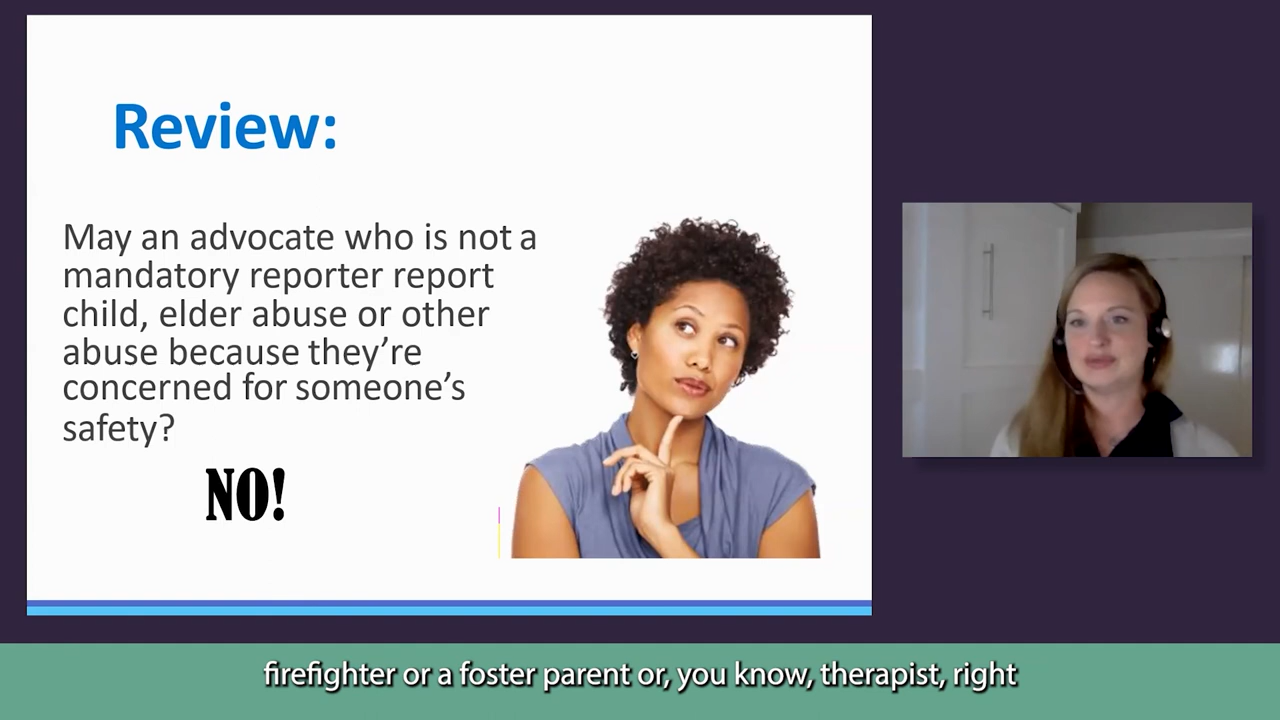 Review:
May an advocate who is not a
mandatory reporter report
child, elder abuse or other
abuse because they’re
concerned for someone’s
safety?
NO!
firefighter or a foster parent or, you know, therapist, right